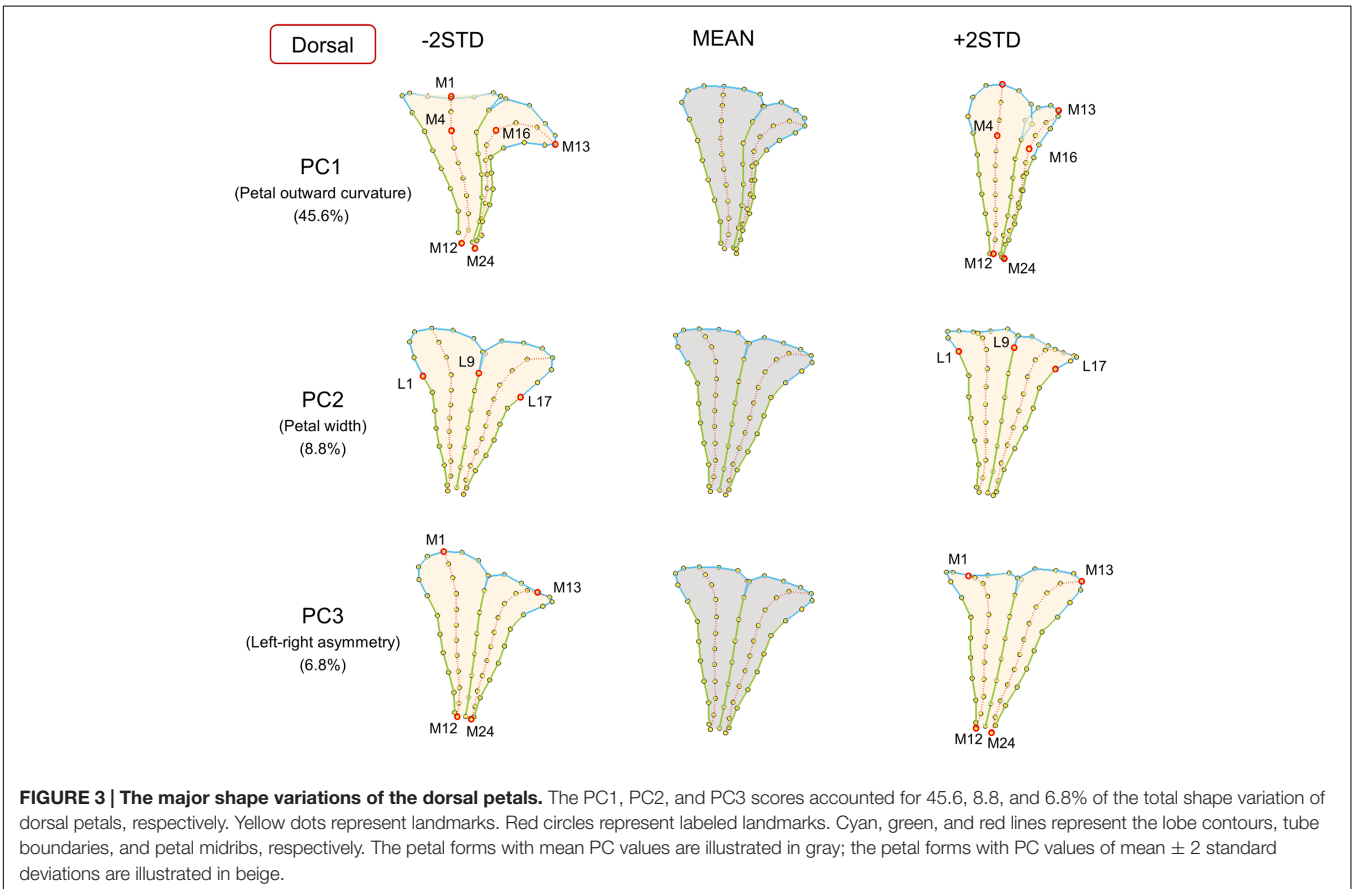 Dorsal -2STD MEAN +2STD
M1
M4
M16
M13
M12
M24
M13
M4
M16
M12
M24
PC1
(Petal outward curvature)
(45.6%)
L1
L9
L17
L1
L9
L17
PC2
(Petal width)
(8.8%)
M1
M13
M12
M24
M1
M13
M12
M24
PC3
(Left-right asymmetry)
(6.8%)
FIGURE 3 | The major shape variations of the dorsal petals. The PC1, PC2, and PC3 scores accounted for 45.6, 8.8, and 6.8% of the total shape variation of
dorsal petals, respectively. Yellow dots represent landmarks. Red circles represent labeled landmarks. Cyan, green, and red lines represent the lobe contours, tube
boundaries, and petal midribs, respectively. The petal forms with mean PC values are illustrated in gray; the petal forms with PC values of mean ± 2 standard
deviations are illustrated in beige.